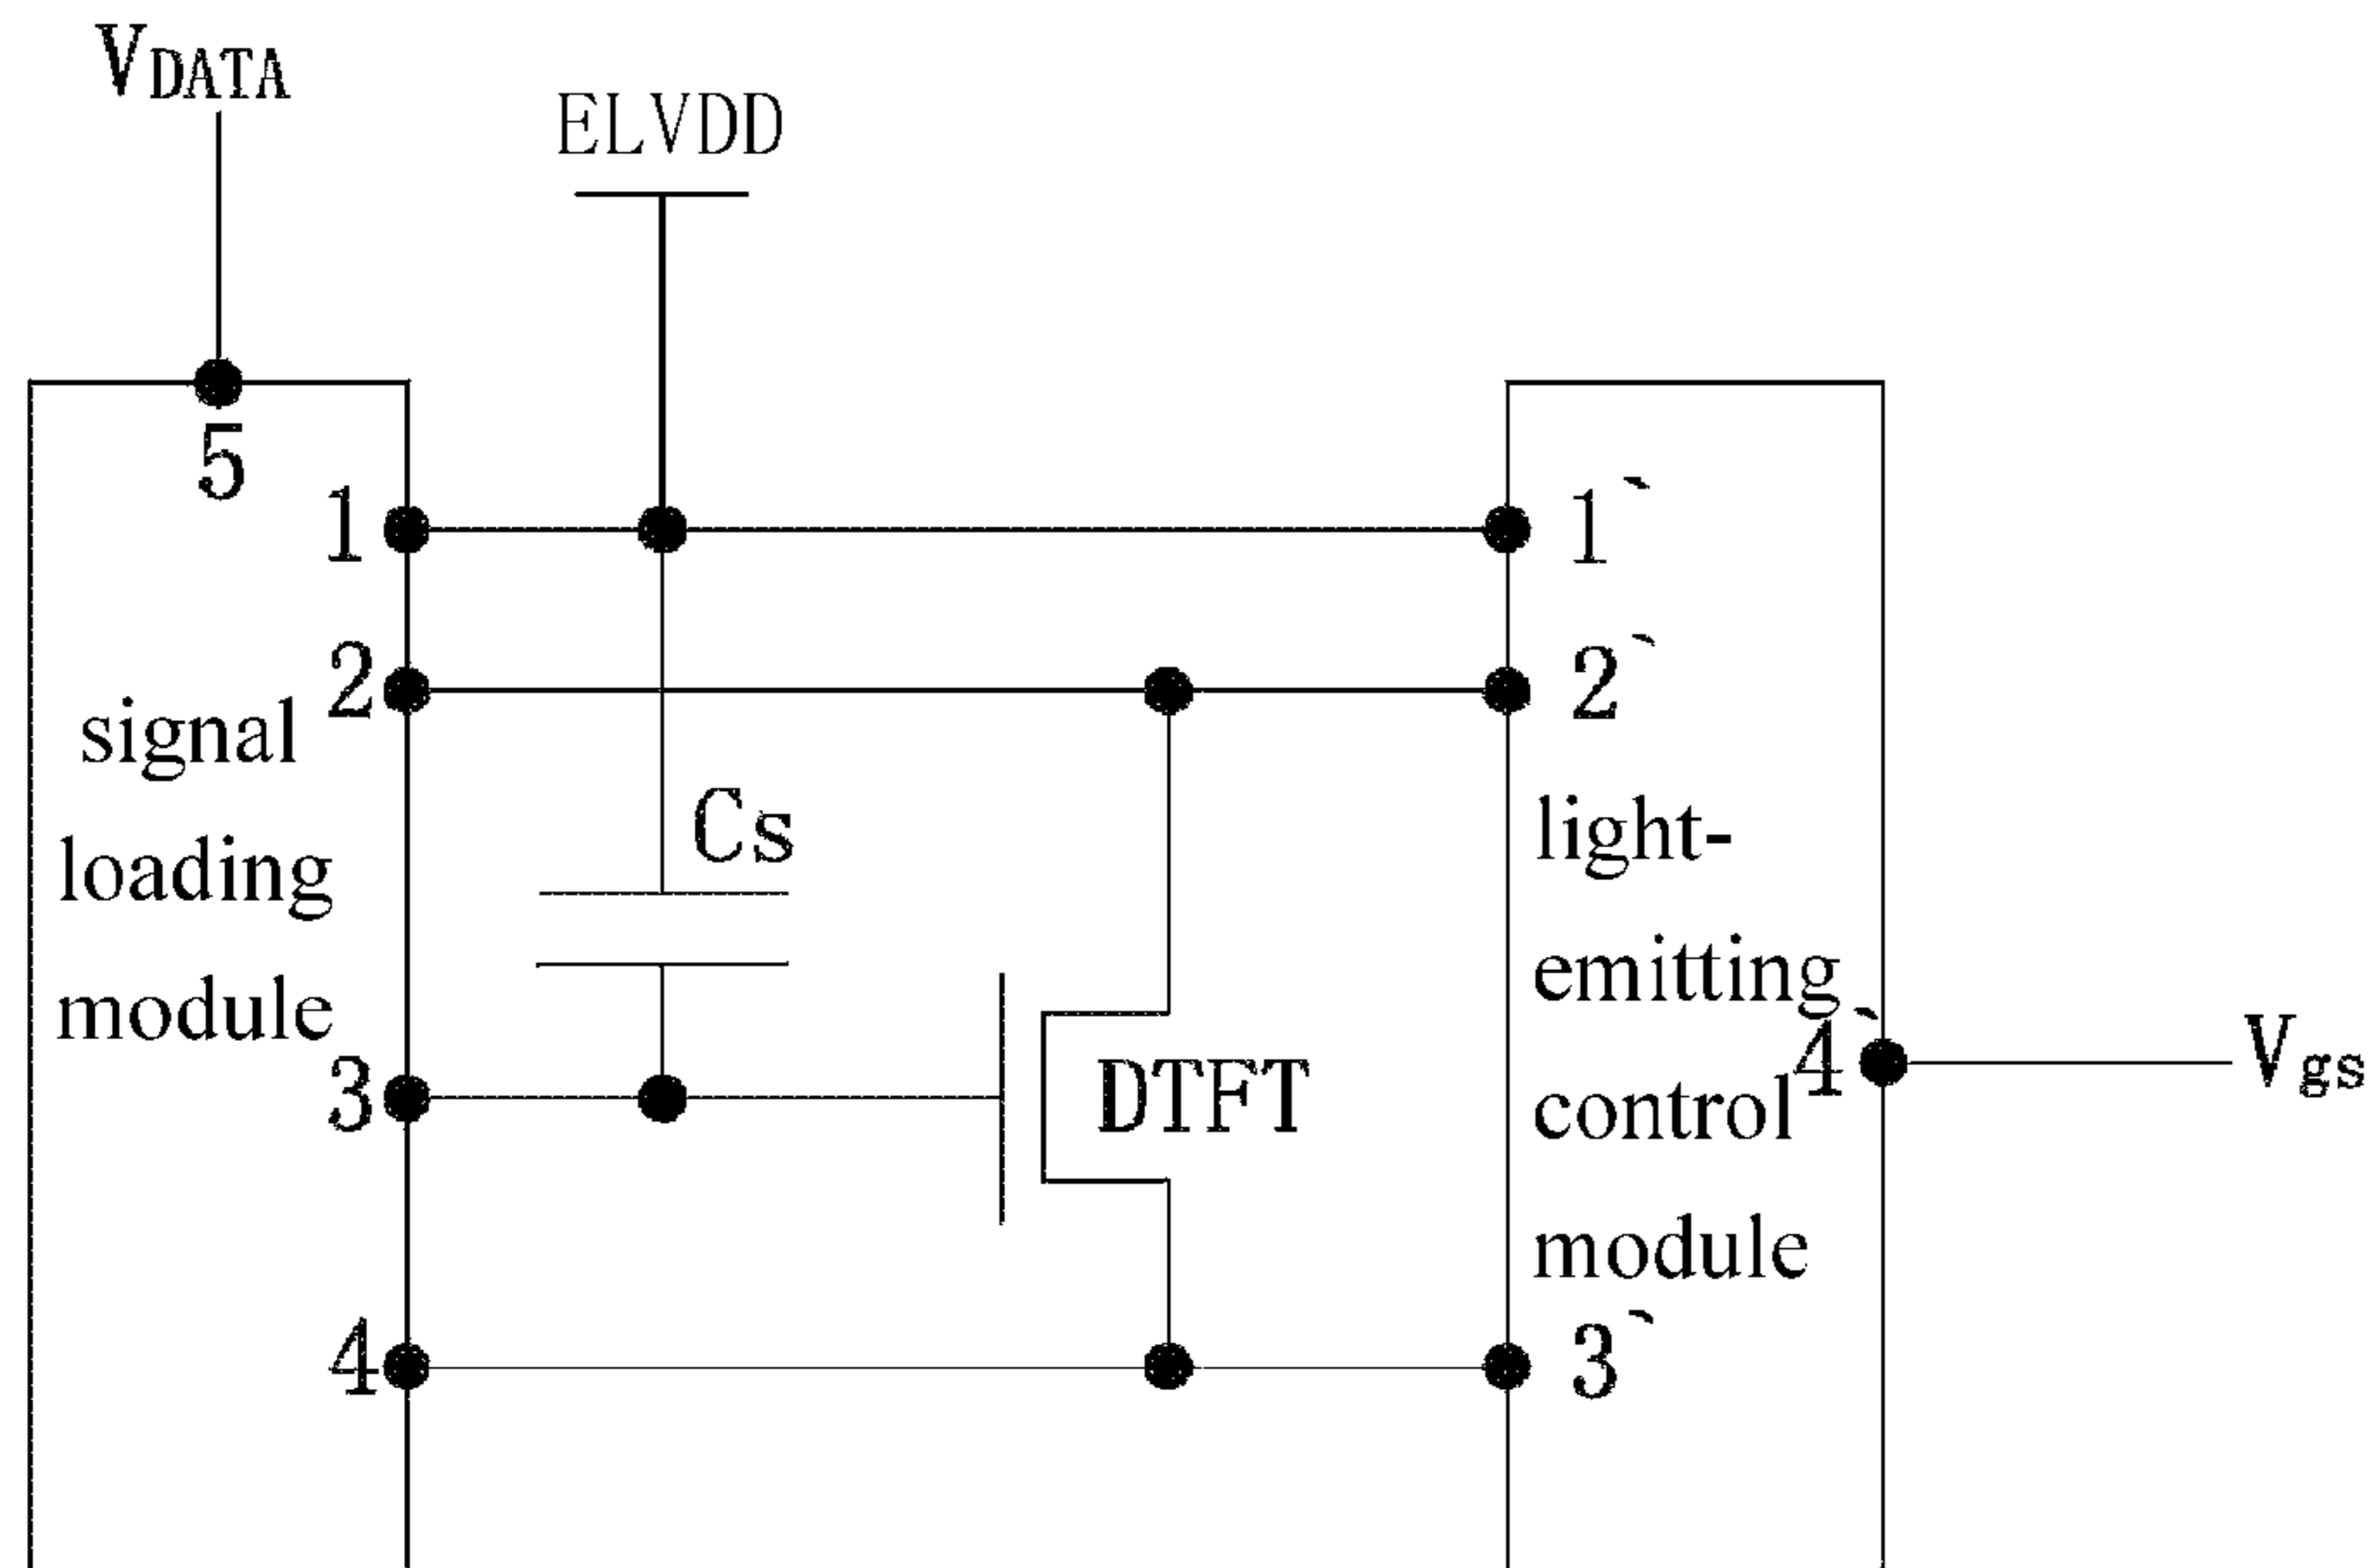 VDATA
ELVDD
5
1
1`
2
2`
signal
loading
module
Cs
light-
emitting
control
module
3
DTFT
4`
Vgs
4
3`